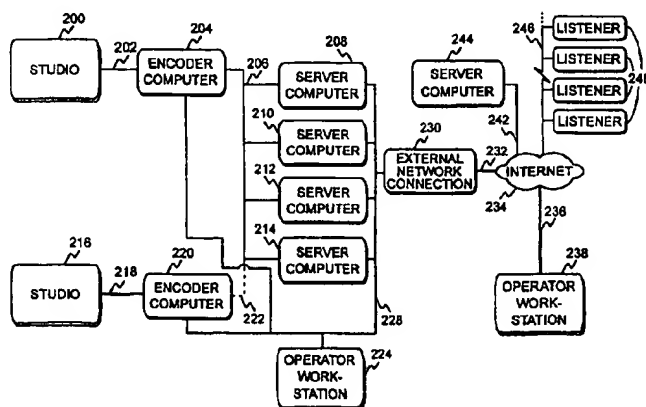 200
STUDIO
202
204
ENCODER
COMPUTER
206
208
SERVER
COMPUTER
210
SERVER
COMPUTER
212
SERVER
COMPUTER
214
SERVER
COMPUTER
216
STUDIO
218
220
ENCODER
COMPUTER
222
224
OPERATOR
WORK-
STATION
228
230
EXTERNAL
NETWORK
CONNECTION
232
244
SERVER
COMPUTER
242
INTERNET
234
236
238
OPERATOR
WORK-
STATION
246
LISTENER
LISTENER
LISTENER
LISTENER